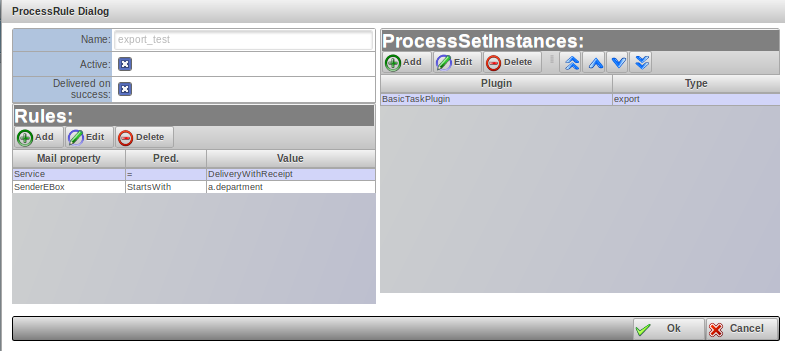 ProcessRule Dialog
Name: export_test
Active:
Delivered on
success:
Rules:
Add Edit Delete
Mail property Pred. Value
Service = DeliveryWithReceipt
SenderEBox StartsWith a.department
ProcessSetInstances:
Add Edit Delete
Plugin Type
BasicTaskPlugin export
Ok Cancel